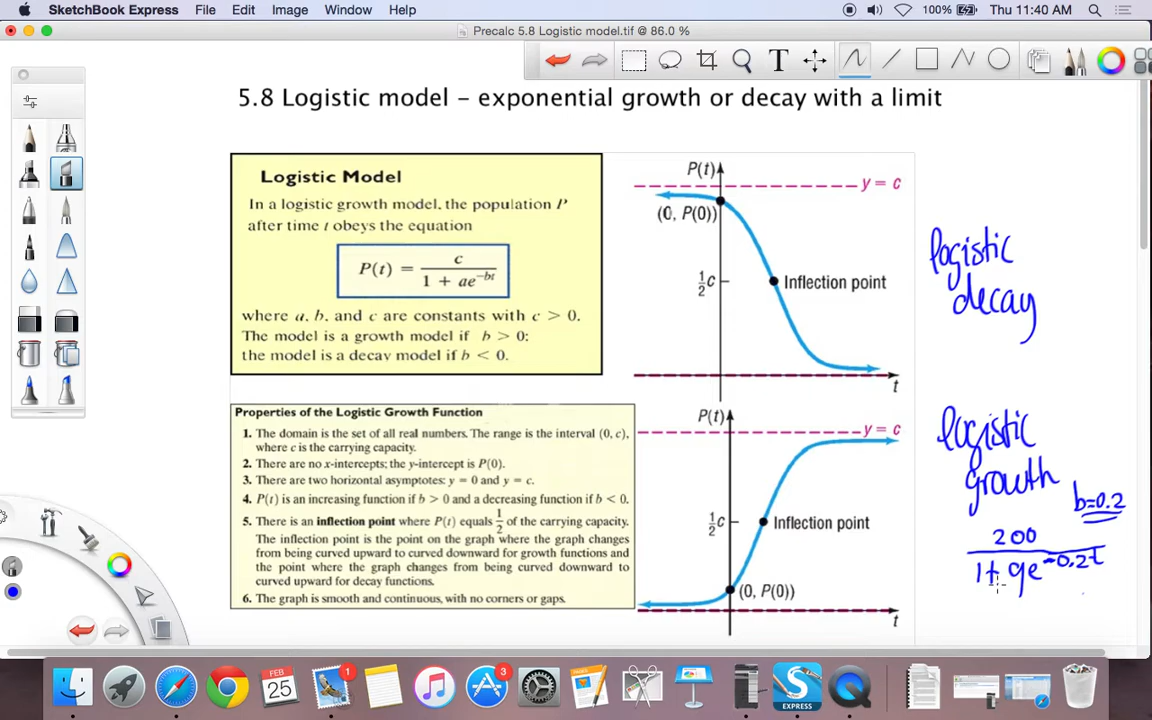 SketchBook Express File Edit Image Window Help 100% Thu 11:40 AM
Precalc 5.8 Logistic model.tif @ 86.0 %
T
5.8 Logistic model – exponential growth or decay with a limit
Logistic Model
In a logistic growth model, the population P
after time t obeys the equation
P(t) = c / (1 + ae^{-bt})
where a, b, and c are constants with c > 0.
The model is a growth model if b > 0;
the model is a decay model if b < 0.
P(t)
y = c
(0, P(0))
½c
Inflection point
t
logistic
decay
Properties of the Logistic Growth Function
1. The domain is the set of all real numbers. The range is the interval (0, c),
where c is the carrying capacity.
2. There are no x-intercepts; the y-intercept is P(0).
3. There are two horizontal asymptotes: y = 0 and y = c.
4. P(t) is an increasing function if b > 0 and a decreasing function if b < 0.
5. There is an inflection point where P(t) equals ½ of the carrying capacity.
The inflection point is the point on the graph where the graph changes
from being curved upward to curved downward for growth functions and
the point where the graph changes from being curved downward to
curved upward for decay functions.
6. The graph is smooth and continuous, with no corners or gaps.
P(t)
y = c
½c
Inflection point
(0, P(0))
t
logistic
growth
b=0.2
200
1+9e^{-0.2t}
FEB
25
1
3
EXPRESS